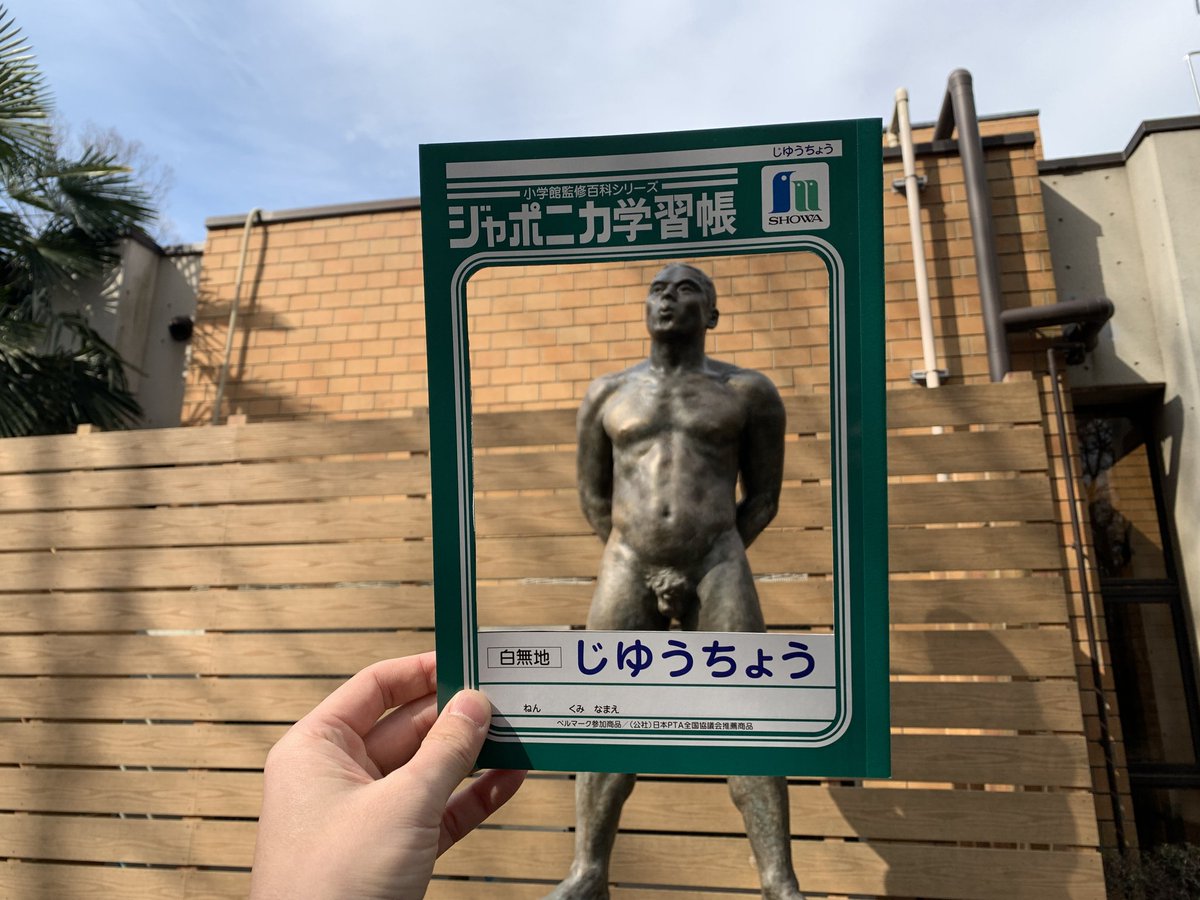 じゆうちょう
小学館監修百科シリーズ
ジャポニカ学習帳
SHOWA
白無地
じゆうちょう
ねん くみ なまえ
ベルマーク参加商品/(公社)日本PTA全国協議会推薦商品